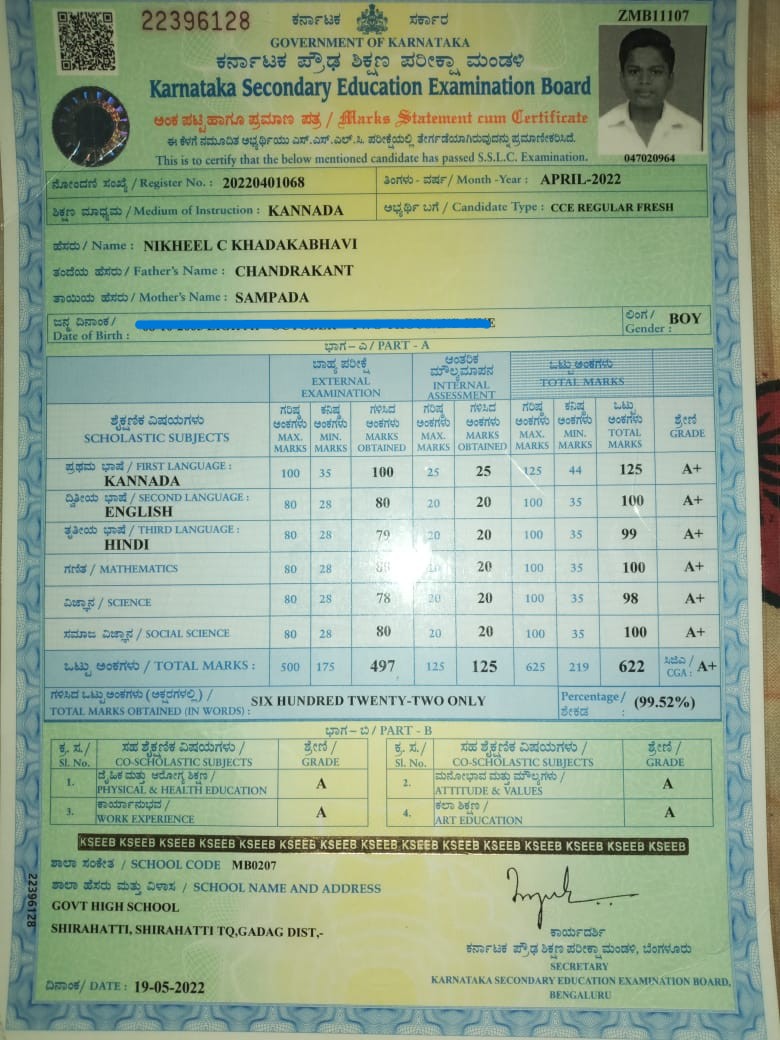 22396128
ಕರ್ನಾಟಕ ಸರ್ಕಾರ
ZMB11107
GOVERNMENT OF KARNATAKA
ಕರ್ನಾಟಕ ಪ್ರೌಢ ಶಿಕ್ಷಣ ಪರೀಕ್ಷಾ ಮಂಡಳಿ
Karnataka Secondary Education Examination Board
ಅಂಕ ಪಟ್ಟಿ ಹಾಗೂ ಪ್ರಮಾಣ ಪತ್ರ / Marks Statement cum Certificate
ಈ ಕೆಳಗೆ ನಮೂದಿತ ಅಭ್ಯರ್ಥಿಯು ಎಸ್.ಎಸ್.ಎಲ್.ಸಿ. ಪರೀಕ್ಷೆಯಲ್ಲಿ ತೇರ್ಗಡೆಯಾಗಿರುವುದನ್ನು ಪ್ರಮಾಣೀಕರಿಸಿದೆ.
This is to certify that the below mentioned candidate has passed S.S.L.C. Examination.
047020964
ನೋಂದಣಿ ಸಂಖ್ಯೆ / Register No. : 20220401068 ತಿಂಗಳು - ವರ್ಷ / Month -Year : APRIL-2022
ಶಿಕ್ಷಣ ಮಾಧ್ಯಮ / Medium of Instruction : KANNADA ಅಭ್ಯರ್ಥಿ ಬಗೆ / Candidate Type : CCE REGULAR FRESH
ಹೆಸರು / Name : NIKHEEL C KHADAKABHAVI
ತಂದೆಯ ಹೆಸರು / Father's Name : CHANDRAKANT
ತಾಯಿಯ ಹೆಸರು / Mother's Name : SAMPADA
ಜನ್ಮ ದಿನಾಂಕ / ಲಿಂಗ / BOY
Date of Birth : Gender :
ಭಾಗ – ಎ / PART - A
ಶೈಕ್ಷಣಿಕ ವಿಷಯಗಳು
SCHOLASTIC SUBJECTS
ಬಾಹ್ಯ ಪರೀಕ್ಷೆ
EXTERNAL
EXAMINATION
ಆಂತರಿಕ
ಮೌಲ್ಯಮಾಪನ
INTERNAL
ASSESSMENT
ಒಟ್ಟು ಅಂಕಗಳು
TOTAL MARKS
ಗರಿಷ್ಠ ಅಂಕಗಳು MAX. MARKS
ಕನಿಷ್ಠ ಅಂಕಗಳು MIN. MARKS
ಗಳಿಸಿದ ಅಂಕಗಳು MARKS OBTAINED
ಗರಿಷ್ಠ ಅಂಕಗಳು MAX. MARKS
ಗಳಿಸಿದ ಅಂಕಗಳು MARKS OBTAINED
ಗರಿಷ್ಠ ಅಂಕಗಳು MAX. MARKS
ಕನಿಷ್ಠ ಅಂಕಗಳು MIN. MARKS
ಒಟ್ಟು ಅಂಕಗಳು TOTAL MARKS
ಶ್ರೇಣಿ GRADE
ಪ್ರಥಮ ಭಾಷೆ / FIRST LANGUAGE :
KANNADA 100 35 100 25 25 125 44 125 A+
ದ್ವಿತೀಯ ಭಾಷೆ / SECOND LANGUAGE :
ENGLISH 80 28 80 20 20 100 35 100 A+
ತೃತೀಯ ಭಾಷೆ / THIRD LANGUAGE :
HINDI 80 28 79 20 20 100 35 99 A+
ಗಣಿತ / MATHEMATICS 80 28 20 20 100 35 100 A+
ವಿಜ್ಞಾನ / SCIENCE 80 28 78 20 20 100 35 98 A+
ಸಮಾಜ ವಿಜ್ಞಾನ / SOCIAL SCIENCE 80 28 80 20 20 100 35 100 A+
ಒಟ್ಟು ಅಂಕಗಳು / TOTAL MARKS : 500 175 497 125 125 625 219 622 ಸಿಜಿಎ / CGA : A+
ಗಳಿಸಿದ ಒಟ್ಟು ಅಂಕಗಳು (ಅಕ್ಷರಗಳಲ್ಲಿ) /
TOTAL MARKS OBTAINED (IN WORDS) : SIX HUNDRED TWENTY-TWO ONLY
Percentage /
ಶೇಕಡ : (99.52%)
ಭಾಗ – ಬಿ / PART - B
ಕ್ರ. ಸ. / ಸಹ ಶೈಕ್ಷಣಿಕ ವಿಷಯಗಳು / ಶ್ರೇಣಿ / ಕ್ರ. ಸ. / ಸಹ ಶೈಕ್ಷಣಿಕ ವಿಷಯಗಳು / ಶ್ರೇಣಿ /
Sl. No. CO-SCHOLASTIC SUBJECTS GRADE Sl. No. CO-SCHOLASTIC SUBJECTS GRADE
1. ದೈಹಿಕ ಮತ್ತು ಆರೋಗ್ಯ ಶಿಕ್ಷಣ / PHYSICAL & HEALTH EDUCATION A
2. ಮನೋಭಾವ ಮತ್ತು ಮೌಲ್ಯಗಳು / ATTITUDE & VALUES A
3. ಕಾರ್ಯಾನುಭವ / WORK EXPERIENCE A
4. ಕಲಾ ಶಿಕ್ಷಣ / ART EDUCATION A
KSEEB KSEEB KSEEB KSEEB KSEEB KSEEB KSEEB KSEEB KSEEB KSEEB KSEEB KSEEB KSEEB KSEEB KSEEB
ಶಾಲಾ ಸಂಕೇತ / SCHOOL CODE MB0207
ಶಾಲಾ ಹೆಸರು ಮತ್ತು ವಿಳಾಸ / SCHOOL NAME AND ADDRESS
GOVT HIGH SCHOOL
SHIRAHATTI, SHIRAHATTI TQ,GADAG DIST,-
22396128
ಕಾರ್ಯದರ್ಶಿ
ಕರ್ನಾಟಕ ಪ್ರೌಢ ಶಿಕ್ಷಣ ಪರೀಕ್ಷಾ ಮಂಡಳಿ, ಬೆಂಗಳೂರು
SECRETARY
KARNATAKA SECONDARY EDUCATION EXAMINATION BOARD,
BENGALURU
ದಿನಾಂಕ / DATE : 19-05-2022